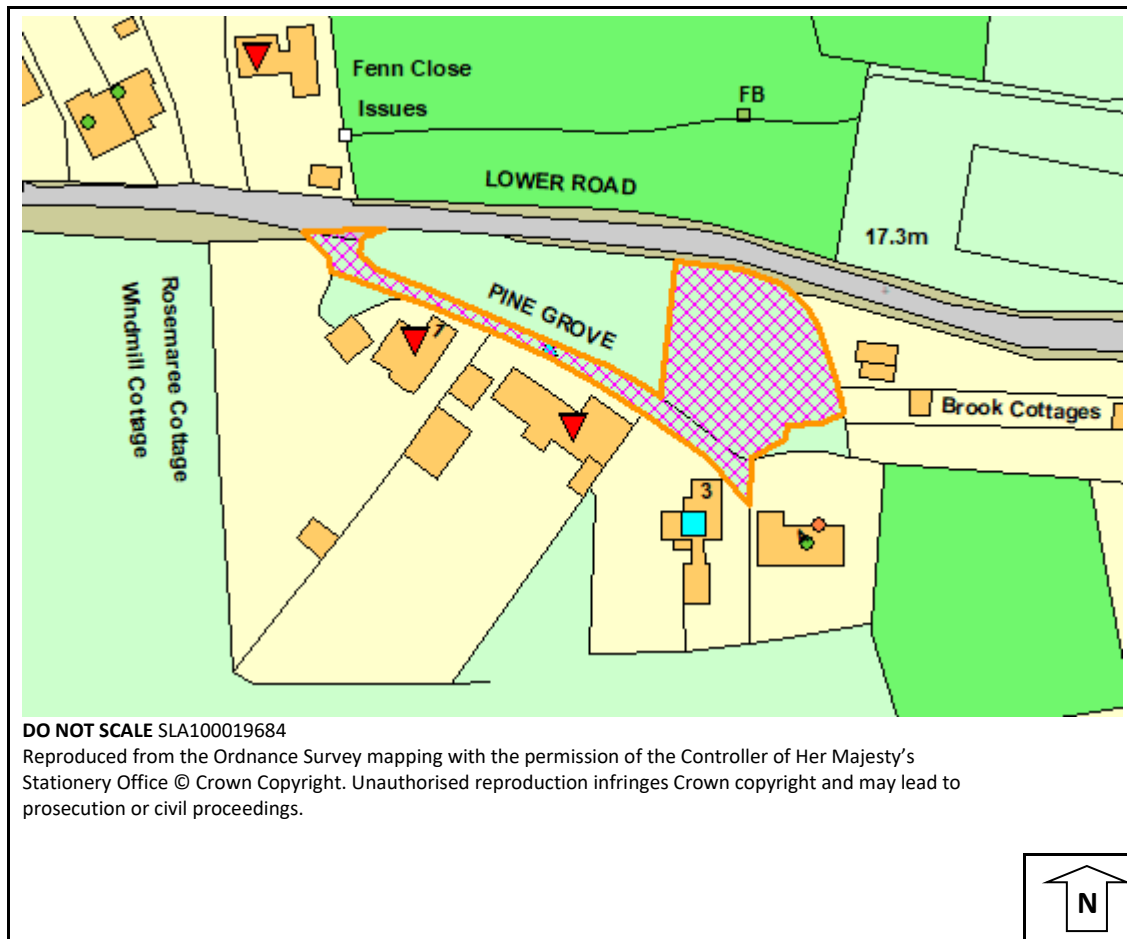 Fenn Close
Issues
FB
LOWER ROAD
17.3m
PINE GROVE
Rosemaree Cottage
Windmill Cottage
1
Brook Cottages
3
DO NOT SCALE SLA100019684
Reproduced from the Ordnance Survey mapping with the permission of the Controller of Her Majesty’s
Stationery Office © Crown Copyright. Unauthorised reproduction infringes Crown copyright and may lead to
prosecution or civil proceedings.
N